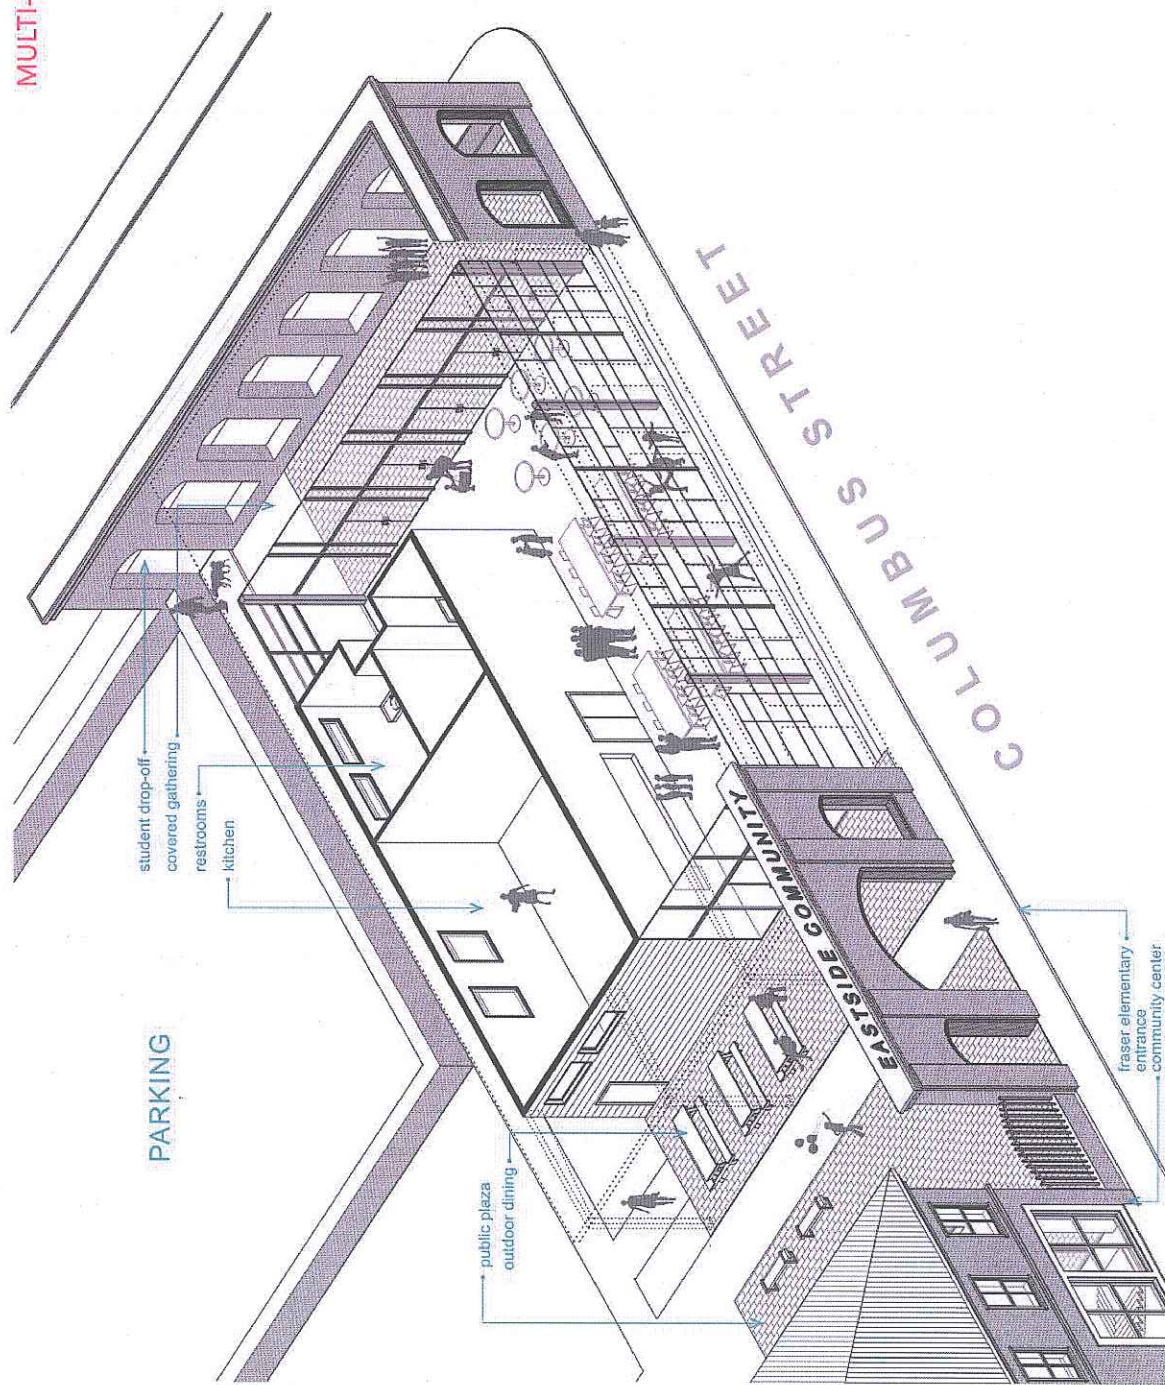 MULTI-
PARKING
student drop-off
covered gathering
restrooms
kitchen
public plaza
outdoor dining
EASTSIDE COMMUNITY
COLUMBUS STREET
fraser elementary
entrance
community center